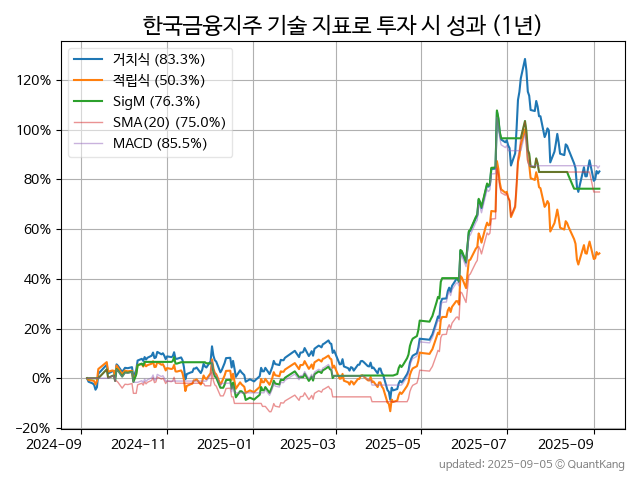 한국금융지주 기술 지표로 투자 시 성과 (1년)
거치식 (83.3%)
적립식 (50.3%)
SigM (76.3%)
SMA(20) (75.0%)
MACD (85.5%)
120%
100%
80%
60%
40%
20%
0%
−20%
2024-09 2024-11 2025-01 2025-03 2025-05 2025-07 2025-09
updated: 2025-09-05 © QuantKang